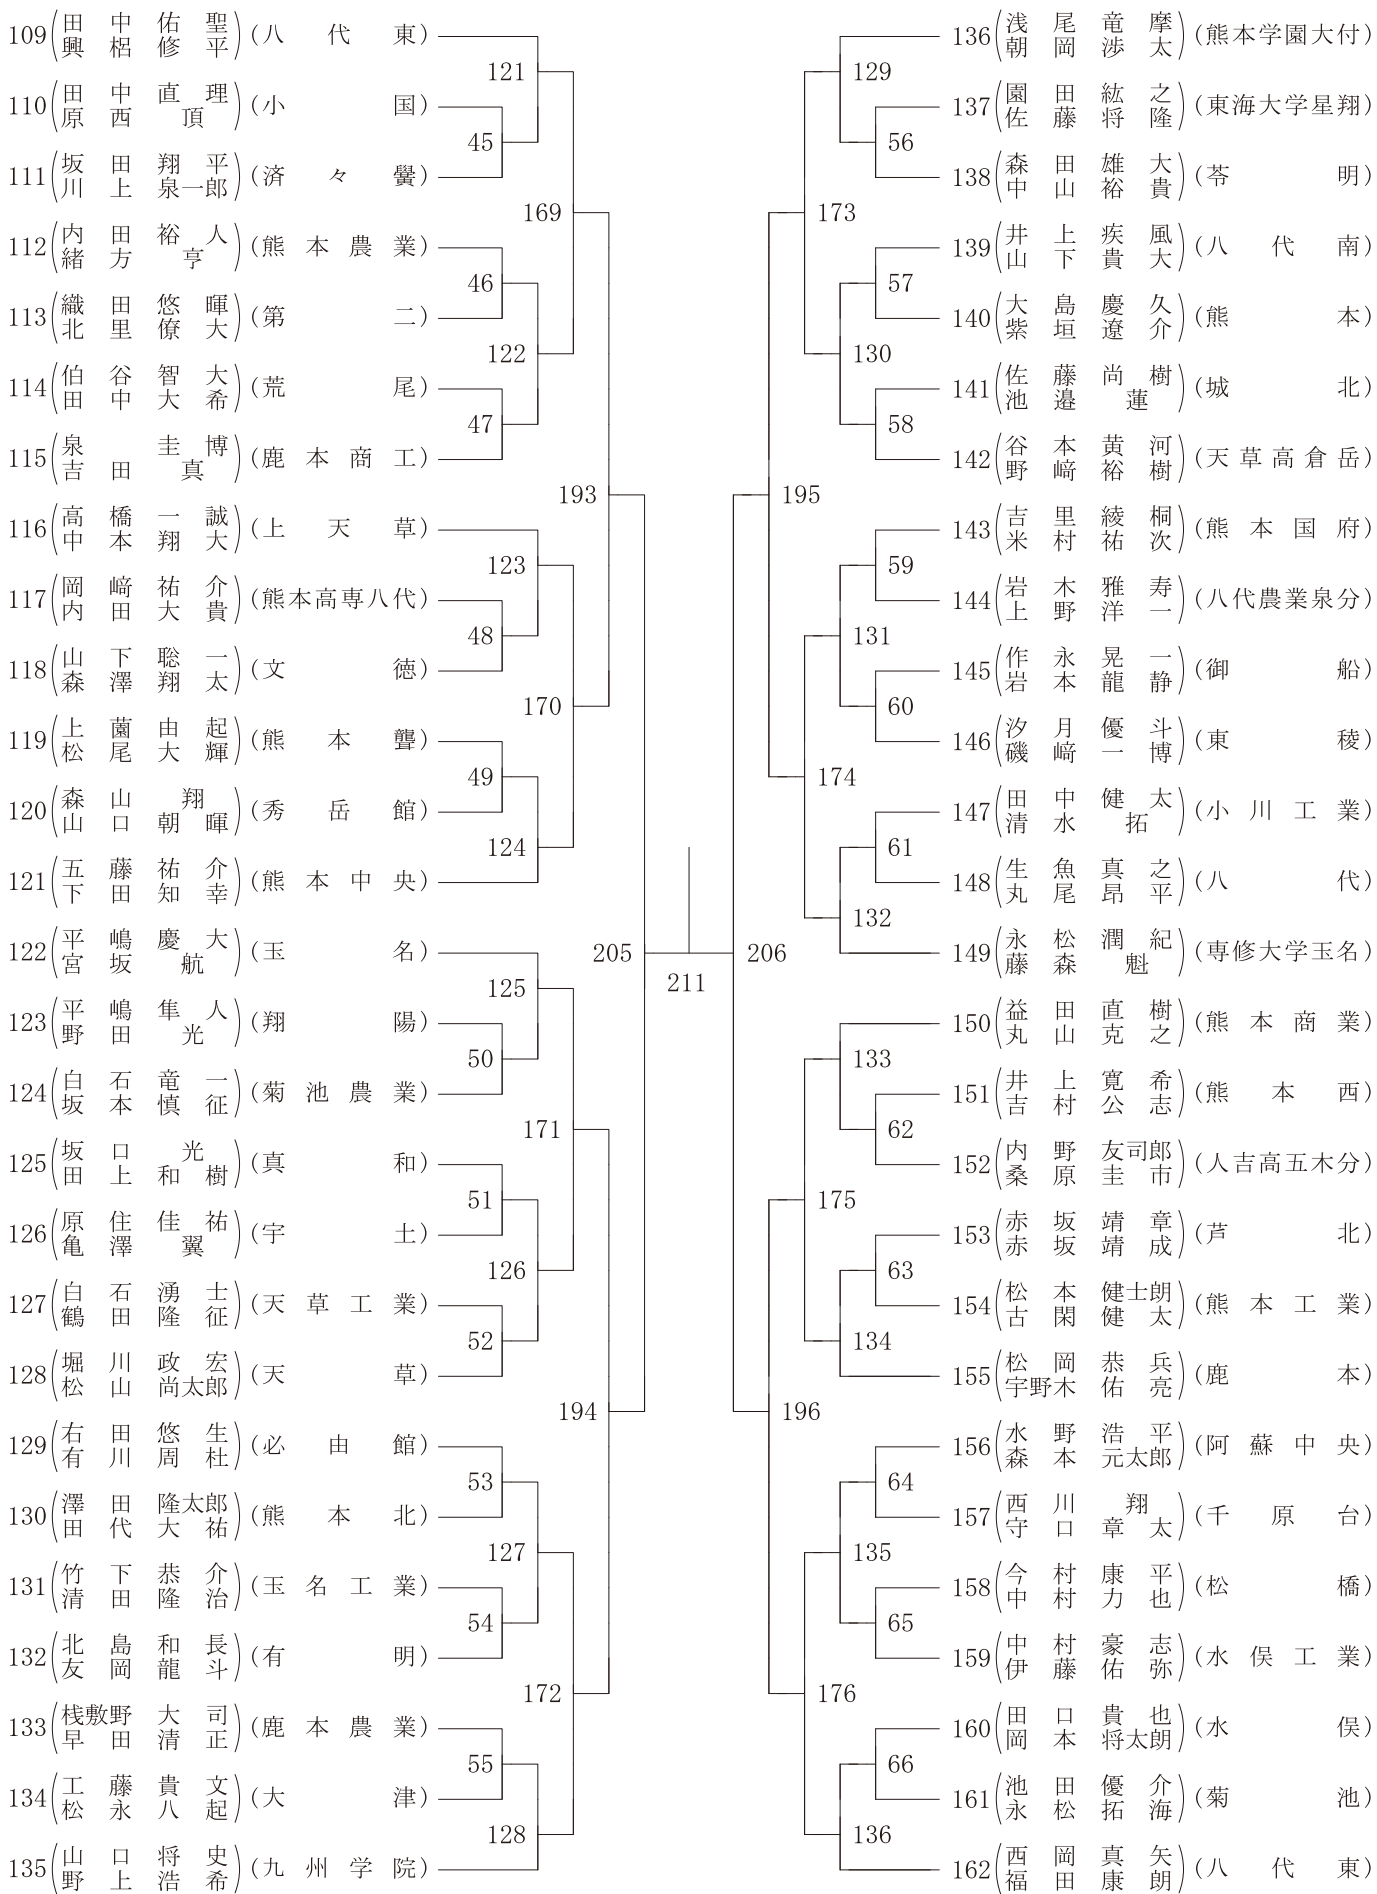 109(田中佑聖 興梠修平)(八代東)
121
110(田中直理 原西頂)(小国)
45
111(坂田翔平 川上泉一郎)(済々黌)
169
112(内田裕人 緒方亨)(熊本農業)
46
113(織田悠暉 北里僚大)(第二)
122
114(伯谷智大 田中大希)(荒尾)
47
115(泉圭博 吉田真)(鹿本商工)
193
116(高橋一誠 中本翔大)(上天草)
123
117(岡﨑祐介 内田大貴)(熊本高専八代)
48
118(山下聡一 森澤翔太)(文徳)
170
119(上薗由起 松尾大輝)(熊本聾)
49
120(森山翔 山口朝暉)(秀岳館)
124
121(五藤祐介 下田知幸)(熊本中央)
122(平嶋慶大 宮坂航)(玉名)
205
125
123(平嶋隼人 野田光)(翔陽)
50
124(白石竜一 坂本慎征)(菊池農業)
171
125(坂口光 田上和樹)(真和)
51
126(原住佳祐 亀澤翼)(宇土)
126
127(白石湧士 鶴田隆征)(天草工業)
52
128(堀川政宏 松山尚太郎)(天草)
194
129(右田悠生 有川周杜)(必由館)
53
130(澤田隆太郎 田代大祐)(熊本北)
127
131(竹下恭介 清田隆治)(玉名工業)
54
132(北島和長 友岡龍斗)(有明)
172
133(桟敷野大司 早田清正)(鹿本農業)
55
134(工藤貴文 松永八起)(大津)
128
135(山口将史 野上浩希)(九州学院)
211
136(浅尾竜摩 朝岡渉太)(熊本学園大付)
129
137(園田紘之 佐藤将隆)(東海大学星翔)
56
138(森田雄大 中山裕貴)(苓明)
173
139(井上疾風 山下貴大)(八代南)
57
140(大島慶久 紫垣遼介)(熊本)
130
141(佐藤尚樹 池邉蓮)(城北)
58
142(谷本黄河 野﨑裕樹)(天草高倉岳)
195
143(吉里綾桐 米村祐次)(熊本国府)
59
144(岩木雅寿 上野洋一)(八代農業泉分)
131
145(作永晃一 岩本龍静)(御船)
60
146(汐月優斗 磯﨑一博)(東稜)
174
147(田中健太 清水拓)(小川工業)
61
148(生魚真之 丸尾昂平)(八代)
132
149(永松潤紀 藤森魁)(専修大学玉名)
206
150(益田直樹 丸山克之)(熊本商業)
133
151(井上寛希 吉村公志)(熊本西)
62
152(内野友司郎 桑原圭市)(人吉高五木分)
175
153(赤坂靖章 赤坂靖成)(芦北)
63
154(松本健士朗 古閑健太)(熊本工業)
134
155(松岡恭兵 宇野木佑亮)(鹿本)
196
156(水野浩平 森本元太郎)(阿蘇中央)
64
157(西川翔 守口章太)(千原台)
135
158(今村康平 中村力也)(松橋)
65
159(中村豪志 伊藤佑弥)(水俣工業)
176
160(田口貴也 岡本将太朗)(水俣)
66
161(池田優介 永松拓海)(菊池)
136
162(西岡真矢 福田康朗)(八代東)